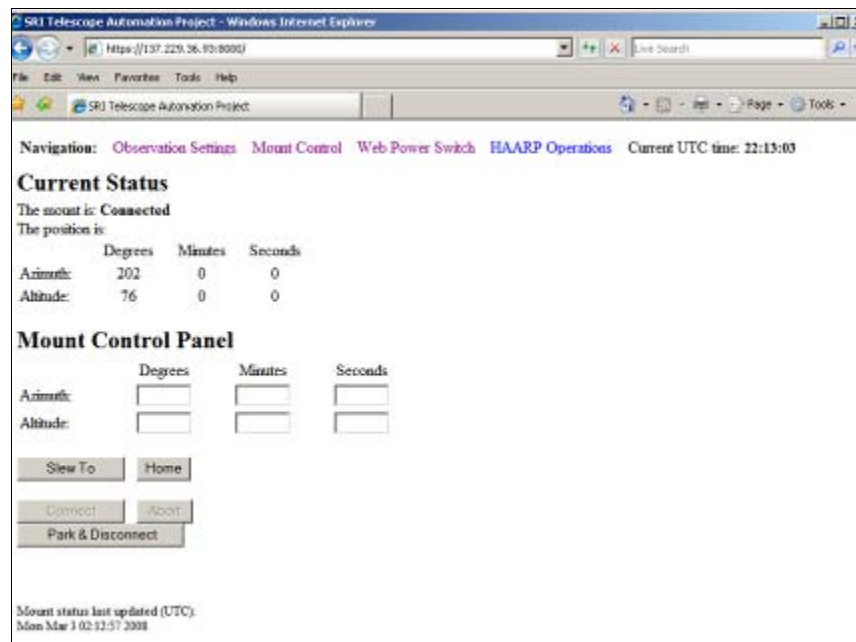 SRI Telescope Automation Project - Windows Internet Explorer
https://137.229.36.93:8000/
Live Search
File Edit View Favorites Tools Help
SRI Telescope Automation Project
Page Tools
Navigation: Observation Settings Mount Control Web Power Switch HAARP Operations Current UTC time: 22:13:03
Current Status
The mount is: Connected
The position is:
Degrees Minutes Seconds
Azimuth: 202 0 0
Altitude: 76 0 0
Mount Control Panel
Degrees Minutes Seconds
Azimuth:
Altitude:
Slew To Home
Connect Abort
Park & Disconnect
Mount status last updated (UTC):
Mon Mar 3 02:12:57 2008